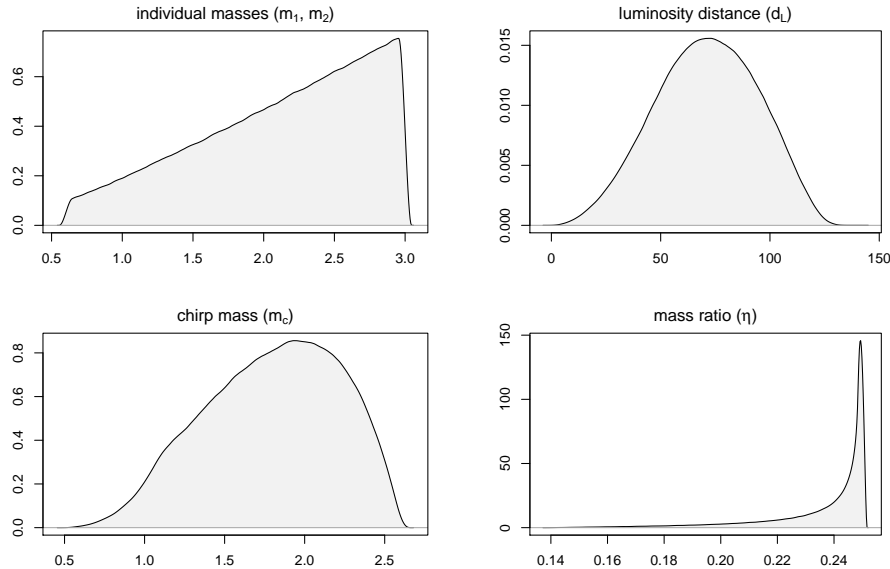 individual masses (m₁, m₂)
0.0 0.2 0.4 0.6
0.5 1.0 1.5 2.0 2.5 3.0
luminosity distance (d_L)
0.000 0.005 0.010 0.015
0 50 100 150
chirp mass (m_c)
0.0 0.2 0.4 0.6 0.8
0.5 1.0 1.5 2.0 2.5
mass ratio (η)
0 50 100 150
0.14 0.16 0.18 0.20 0.22 0.24